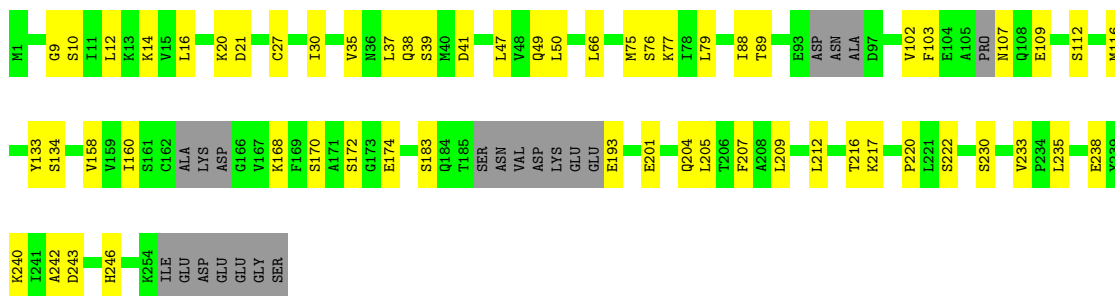 M1 G9 S10 I11 L12 K13 K14 V15 L16 K20 D21 C27 I30 V35 N36 L37 Q38 S39 M40 D41 L47 V48 Q49 L50 L66 M75 S76 K77 I78 L79 I88 T89 E93 ASP ASN ALA D97 V102 F103 E104 A105 PRO N107 Q108 E109 S112 M116
Y133 S134 V158 V159 I160 S161 C162 ALA LYS ASP G166 V167 K168 F169 S170 A171 S172 G173 E174 S183 Q184 T185 SER ASN VAL ASP LYS GLU GLU E193 E201 Q204 L205 T206 F207 A208 L209 L212 T216 K217 P220 L221 S222 S230 V233 P234 L235 E238 Y239
K240 I241 A242 D243 H246 K254 ILE GLU ASP GLU GLU GLY SER